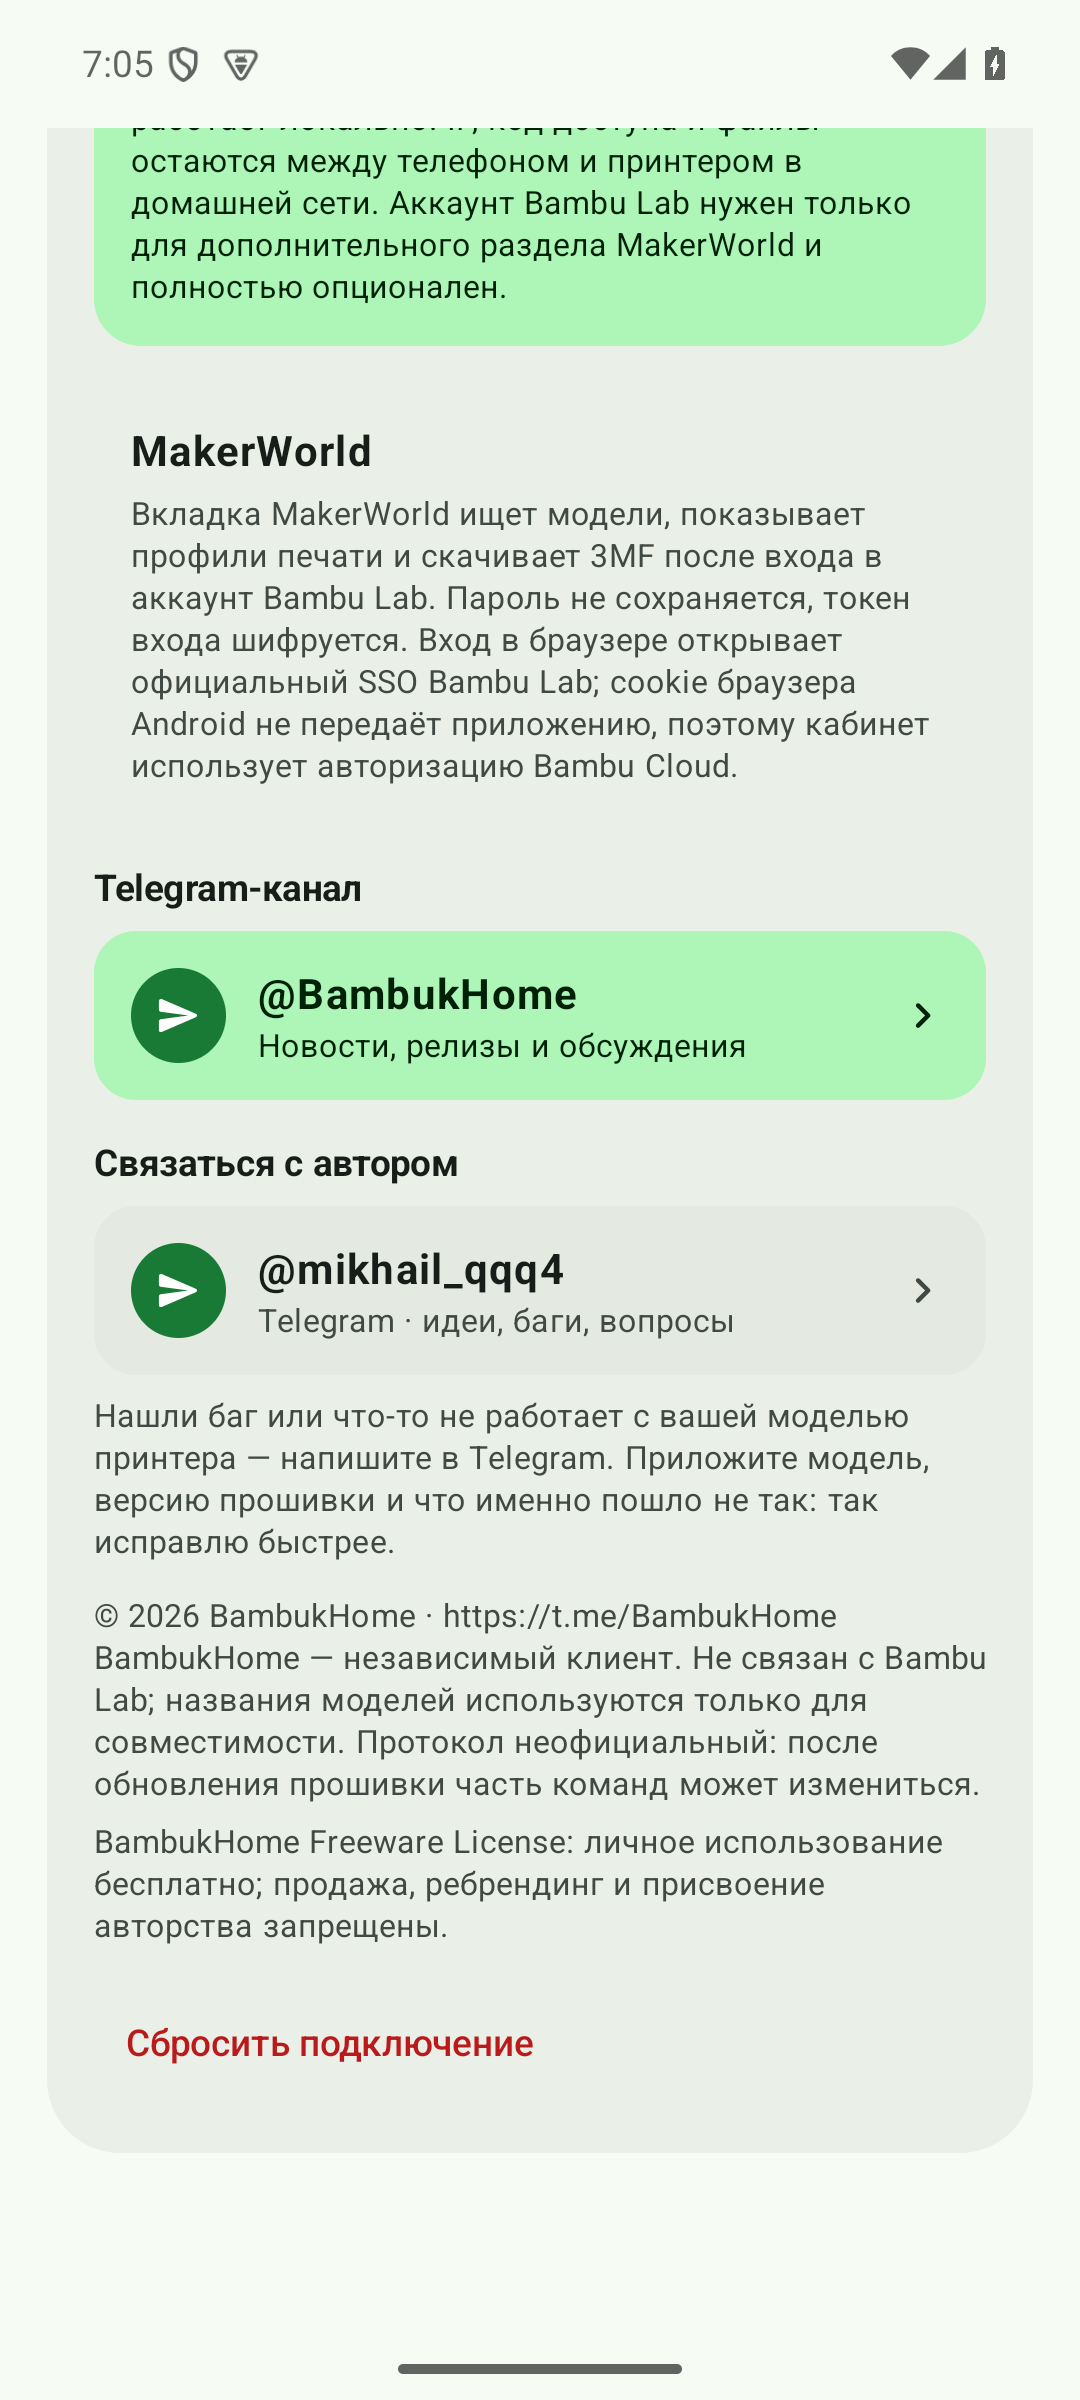 7:05
остаются между телефоном и принтером в
домашней сети. Аккаунт Bambu Lab нужен только
для дополнительного раздела MakerWorld и
полностью опционален.
MakerWorld
Вкладка MakerWorld ищет модели, показывает
профили печати и скачивает 3MF после входа в
аккаунт Bambu Lab. Пароль не сохраняется, токен
входа шифруется. Вход в браузере открывает
официальный SSO Bambu Lab; cookie браузера
Android не передаёт приложению, поэтому кабинет
использует авторизацию Bambu Cloud.
Telegram-канал
@BambukHome
Новости, релизы и обсуждения
Связаться с автором
@mikhail_qqq4
Telegram · идеи, баги, вопросы
Нашли баг или что-то не работает с вашей моделью
принтера — напишите в Telegram. Приложите модель,
версию прошивки и что именно пошло не так: так
исправлю быстрее.
© 2026 BambukHome · https://t.me/BambukHome
BambukHome — независимый клиент. Не связан с Bambu
Lab; названия моделей используются только для
совместимости. Протокол неофициальный: после
обновления прошивки часть команд может измениться.
BambukHome Freeware License: личное использование
бесплатно; продажа, ребрендинг и присвоение
авторства запрещены.
Сбросить подключение